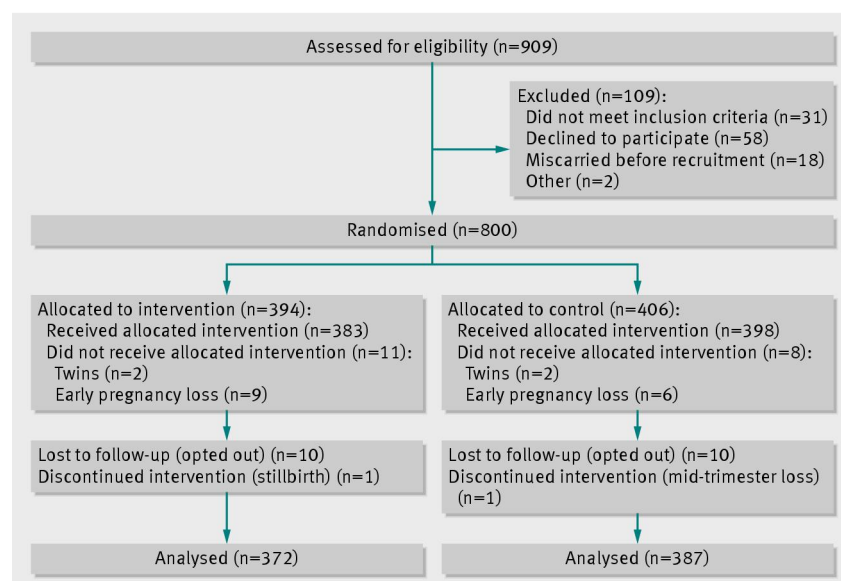 Assessed for eligibility (n=909)
Excluded (n=109):
Did not meet inclusion criteria (n=31)
Declined to participate (n=58)
Miscarried before recruitment (n=18)
Other (n=2)
Randomised (n=800)
Allocated to intervention (n=394):
Received allocated intervention (n=383)
Did not receive allocated intervention (n=11):
Twins (n=2)
Early pregnancy loss (n=9)
Allocated to control (n=406):
Received allocated intervention (n=398)
Did not receive allocated intervention (n=8):
Twins (n=2)
Early pregnancy loss (n=6)
Lost to follow-up (opted out) (n=10)
Discontinued intervention (stillbirth) (n=1)
Lost to follow-up (opted out) (n=10)
Discontinued intervention (mid-trimester loss)
(n=1)
Analysed (n=372)
Analysed (n=387)